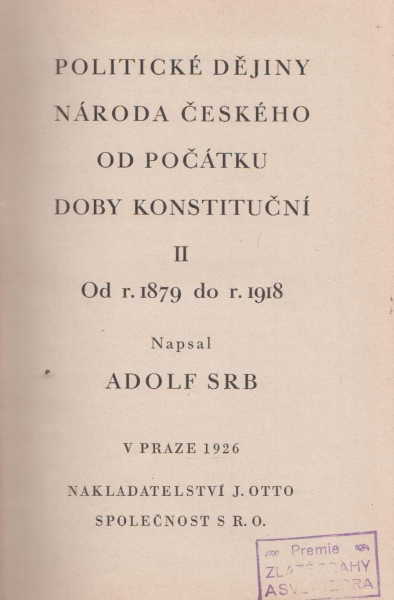 POLITICKÉ DĚJINY
NÁRODA ČESKÉHO
OD POČÁTKU
DOBY KONSTITUČNÍ
II
Od r. 1879 do r. 1918
Napsal
ADOLF SRB
V PRAZE 1926
NAKLADATELSTVÍ J. OTTO
SPOLEČNOST S R. O.
Premie